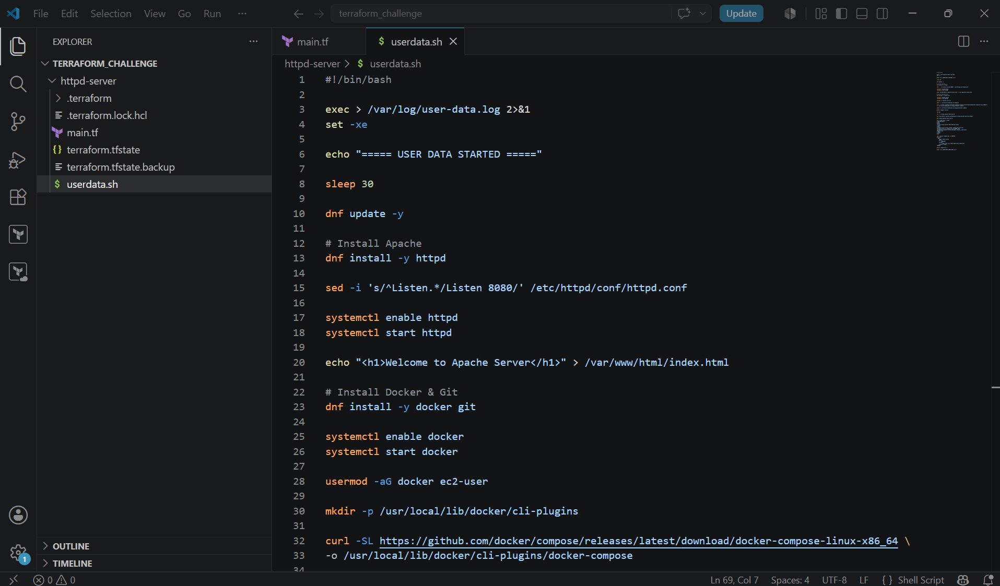 File Edit Selection View Go Run ···
terraform_challenge
Update
EXPLORER
TERRAFORM_CHALLENGE
httpd-server
.terraform
.terraform.lock.hcl
main.tf
{} terraform.tfstate
terraform.tfstate.backup
$ userdata.sh
OUTLINE
TIMELINE
main.tf
$ userdata.sh
httpd-server > $ userdata.sh
1 #!/bin/bash
2
3 exec > /var/log/user-data.log 2>&1
4 set -xe
5
6 echo "===== USER DATA STARTED ====="
7
8 sleep 30
9
10 dnf update -y
11
12 # Install Apache
13 dnf install -y httpd
14
15 sed -i 's/^Listen.*/Listen 8080/' /etc/httpd/conf/httpd.conf
16
17 systemctl enable httpd
18 systemctl start httpd
19
20 echo "<h1>Welcome to Apache Server</h1>" > /var/www/html/index.html
21
22 # Install Docker & Git
23 dnf install -y docker git
24
25 systemctl enable docker
26 systemctl start docker
27
28 usermod -aG docker ec2-user
29
30 mkdir -p /usr/local/lib/docker/cli-plugins
31
32 curl -SL https://github.com/docker/compose/releases/latest/download/docker-compose-linux-x86_64 \
33 -o /usr/local/lib/docker/cli-plugins/docker-compose
34
1
0 0
Ln 69, Col 7 Spaces: 4 UTF-8 LF {} Shell Script